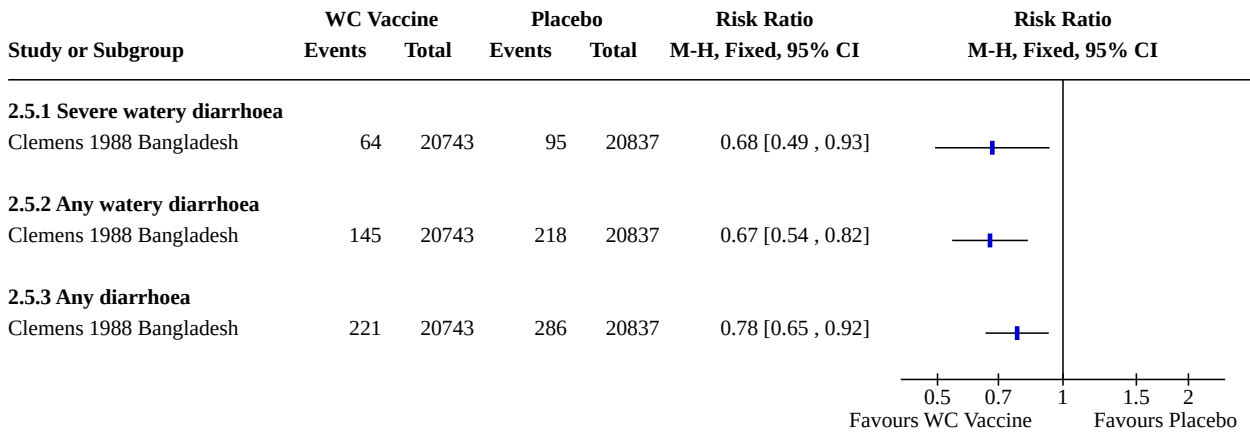 WC Vaccine Placebo Risk Ratio Risk Ratio
Study or Subgroup Events Total Events Total M-H, Fixed, 95% CI M-H, Fixed, 95% CI
2.5.1 Severe watery diarrhoea
Clemens 1988 Bangladesh 64 20743 95 20837 0.68 [0.49 , 0.93]
2.5.2 Any watery diarrhoea
Clemens 1988 Bangladesh 145 20743 218 20837 0.67 [0.54 , 0.82]
2.5.3 Any diarrhoea
Clemens 1988 Bangladesh 221 20743 286 20837 0.78 [0.65 , 0.92]
0.5 0.7 1 1.5 2
Favours WC Vaccine Favours Placebo